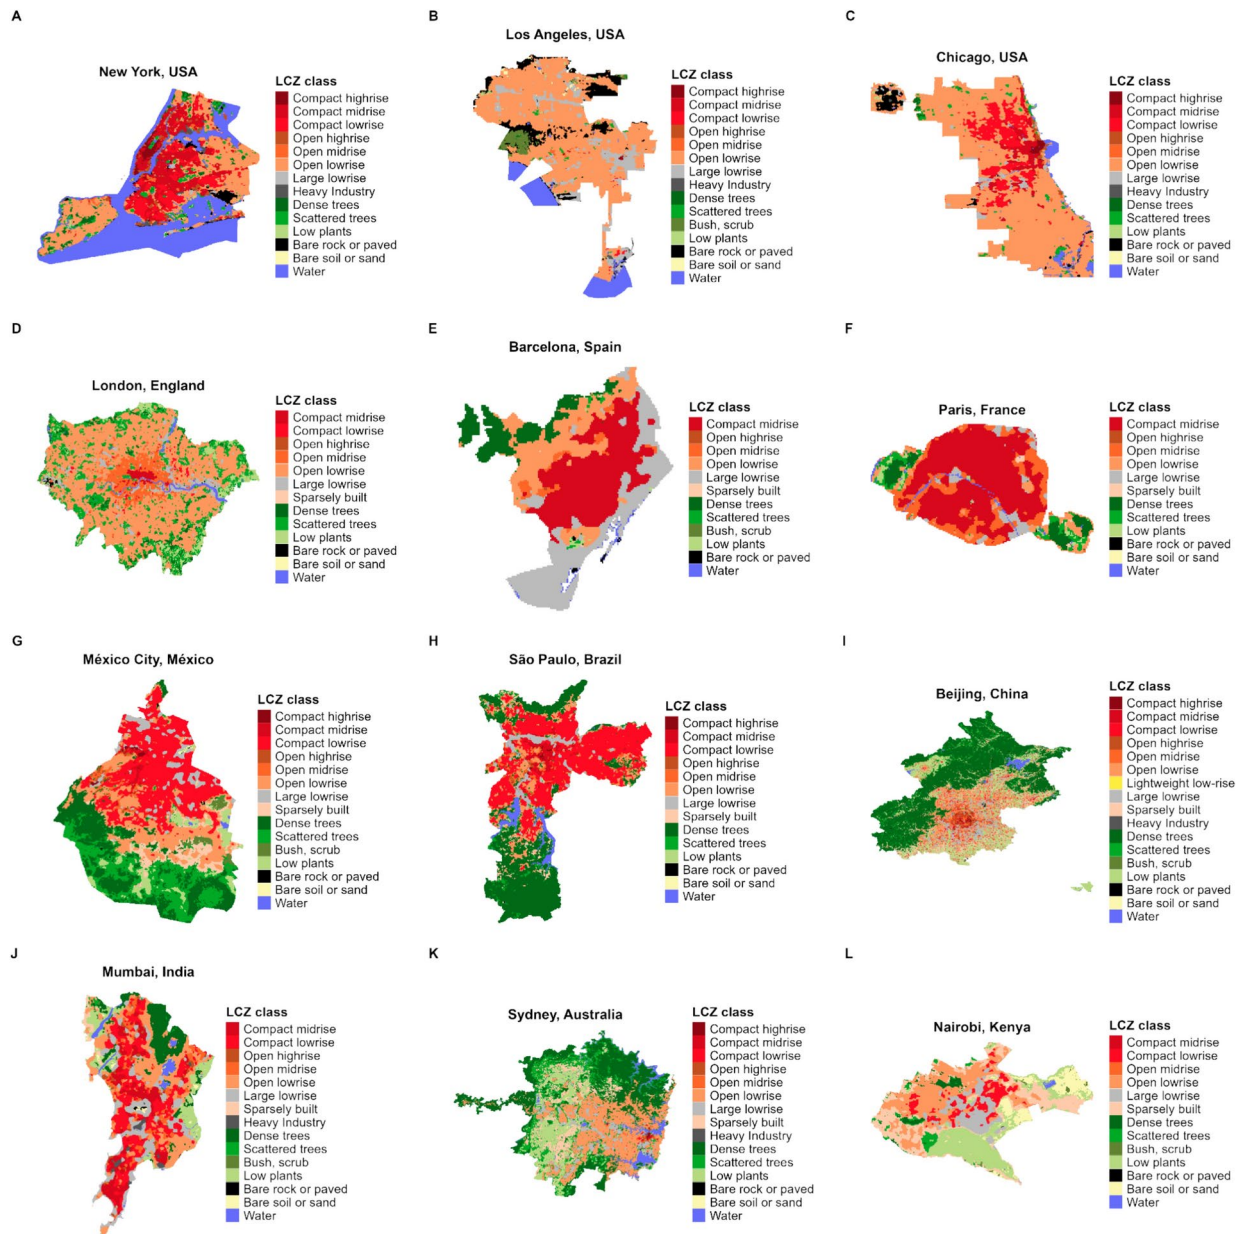 A
New York, USA
LCZ class
Compact highrise
Compact midrise
Compact lowrise
Open highrise
Open midrise
Open lowrise
Large lowrise
Heavy Industry
Dense trees
Scattered trees
Low plants
Bare rock or paved
Bare soil or sand
Water
B
Los Angeles, USA
LCZ class
Compact highrise
Compact midrise
Compact lowrise
Open highrise
Open midrise
Open lowrise
Large lowrise
Heavy Industry
Dense trees
Scattered trees
Bush, scrub
Low plants
Bare rock or paved
Bare soil or sand
Water
C
Chicago, USA
LCZ class
Compact highrise
Compact midrise
Compact lowrise
Open highrise
Open midrise
Open lowrise
Large lowrise
Heavy Industry
Dense trees
Scattered trees
Low plants
Bare rock or paved
Bare soil or sand
Water
D
London, England
LCZ class
Compact midrise
Compact lowrise
Open highrise
Open midrise
Open lowrise
Large lowrise
Sparsely built
Dense trees
Scattered trees
Low plants
Bare rock or paved
Bare soil or sand
Water
E
Barcelona, Spain
LCZ class
Compact midrise
Open highrise
Open midrise
Open lowrise
Large lowrise
Sparsely built
Dense trees
Scattered trees
Bush, scrub
Low plants
Bare rock or paved
Water
F
Paris, France
LCZ class
Compact midrise
Open highrise
Open midrise
Open lowrise
Large lowrise
Sparsely built
Dense trees
Scattered trees
Low plants
Bare rock or paved
Bare soil or sand
Water
G
México City, México
LCZ class
Compact highrise
Compact midrise
Compact lowrise
Open highrise
Open midrise
Open lowrise
Large lowrise
Sparsely built
Dense trees
Scattered trees
Bush, scrub
Low plants
Bare rock or paved
Bare soil or sand
Water
H
São Paulo, Brazil
LCZ class
Compact highrise
Compact midrise
Compact lowrise
Open highrise
Open midrise
Open lowrise
Large lowrise
Sparsely built
Dense trees
Scattered trees
Low plants
Bare rock or paved
Bare soil or sand
Water
I
Beijing, China
LCZ class
Compact highrise
Compact midrise
Compact lowrise
Open highrise
Open midrise
Open lowrise
Lightweight low-rise
Large lowrise
Sparsely built
Heavy Industry
Dense trees
Scattered trees
Bush, scrub
Low plants
Bare rock or paved
Bare soil or sand
Water
J
Mumbai, India
LCZ class
Compact midrise
Compact lowrise
Open highrise
Open midrise
Open lowrise
Large lowrise
Sparsely built
Heavy Industry
Dense trees
Scattered trees
Bush, scrub
Low plants
Bare rock or paved
Bare soil or sand
Water
K
Sydney, Australia
LCZ class
Compact highrise
Compact midrise
Compact lowrise
Open highrise
Open midrise
Open lowrise
Large lowrise
Sparsely built
Heavy Industry
Dense trees
Scattered trees
Low plants
Bare rock or paved
Bare soil or sand
Water
L
Nairobi, Kenya
LCZ class
Compact midrise
Compact lowrise
Open midrise
Open lowrise
Large lowrise
Sparsely built
Dense trees
Scattered trees
Bush, scrub
Low plants
Bare rock or paved
Bare soil or sand
Water